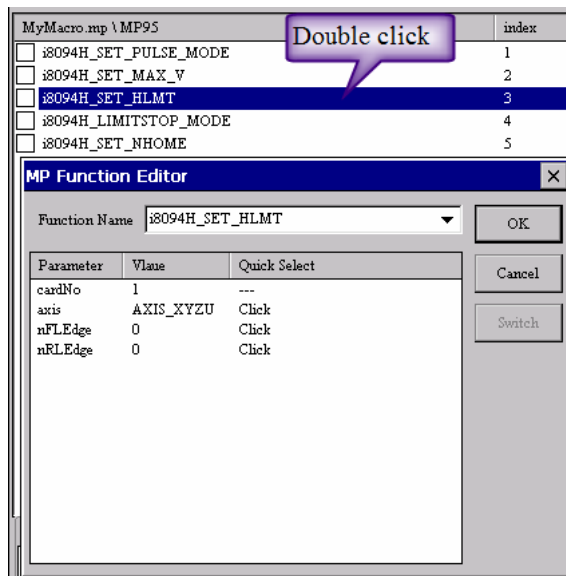 MyMacro.mp \ MP95 index
Double click
i8094H_SET_PULSE_MODE 1
i8094H_SET_MAX_V 2
i8094H_SET_HLMT 3
i8094H_LIMITSTOP_MODE 4
i8094H_SET_NHOME 5
MP Function Editor
Function Name i8094H_SET_HLMT OK
Parameter Vlaue Quick Select Cancel
cardNo 1 ---
axis AXIS_XYZU Click
nFLEdge 0 Click Switch
nRLEdge 0 Click